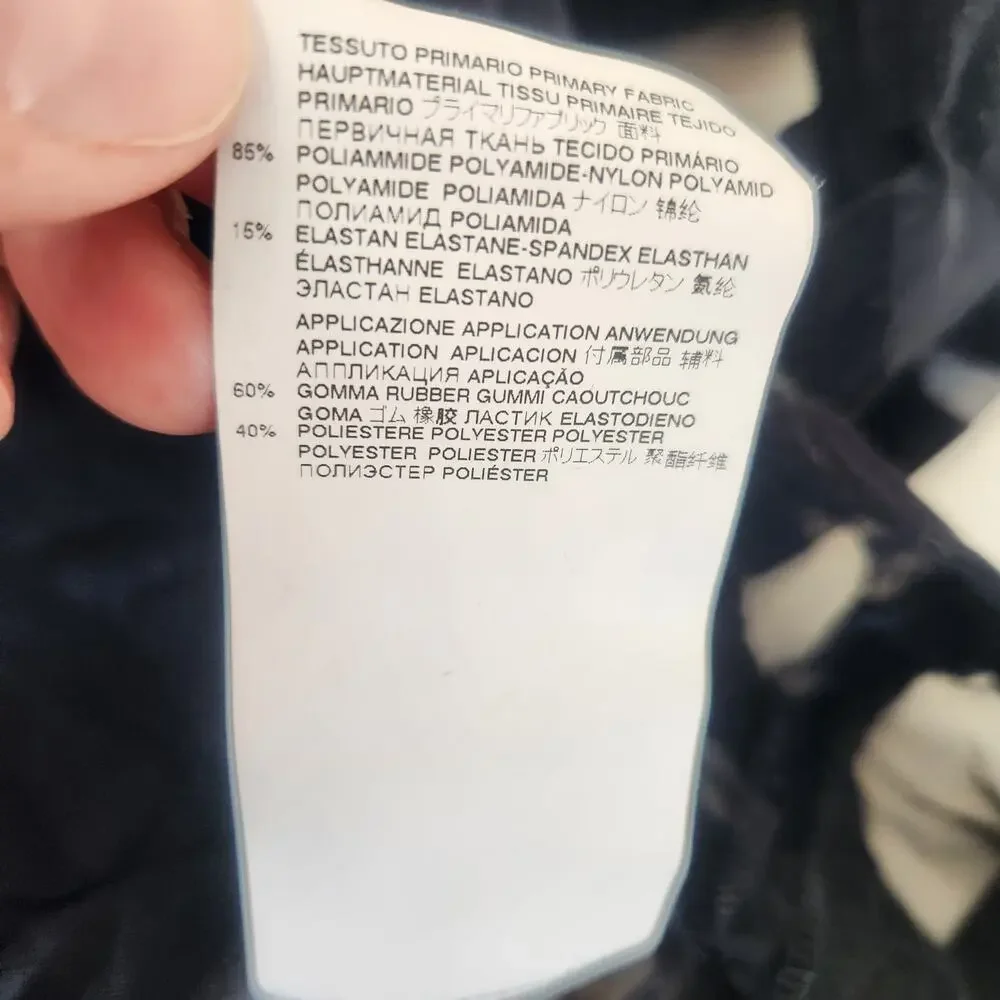 TESSUTO PRIMARIO PRIMARY FABRIC
HAUPTMATERIAL TISSU PRIMAIRE TEJIDO
PRIMARIO プライマリファブリック 面料
ПЕРВИЧНАЯ ТКАНЬ TECIDO PRIMÁRIO
85% POLIAMMIDE POLYAMIDE-NYLON POLYAMID
POLYAMIDE POLIAMIDA ナイロン 锦纶
ПОЛИАМИД POLIAMIDA
15% ELASTAN ELASTANE-SPANDEX ELASTHAN
ÉLASTHANNE ELASTANO ポリウレタン 氨纶
ЭЛАСТАН ELASTANO
APPLICAZIONE APPLICATION ANWENDUNG
APPLICATION APLICACION 付属部品 辅料
АППЛИКАЦИЯ APLICAÇÃO
60% GOMMA RUBBER GUMMI CAOUTCHOUC
GOMA ゴム 橡胶 ЛАСТИК ELASTODIENO
40% POLIESTERE POLYESTER POLYESTER
POLYESTER POLIESTER ポリエステル 聚酯纤维
ПОЛИЭСТЕР POLIÉSTER